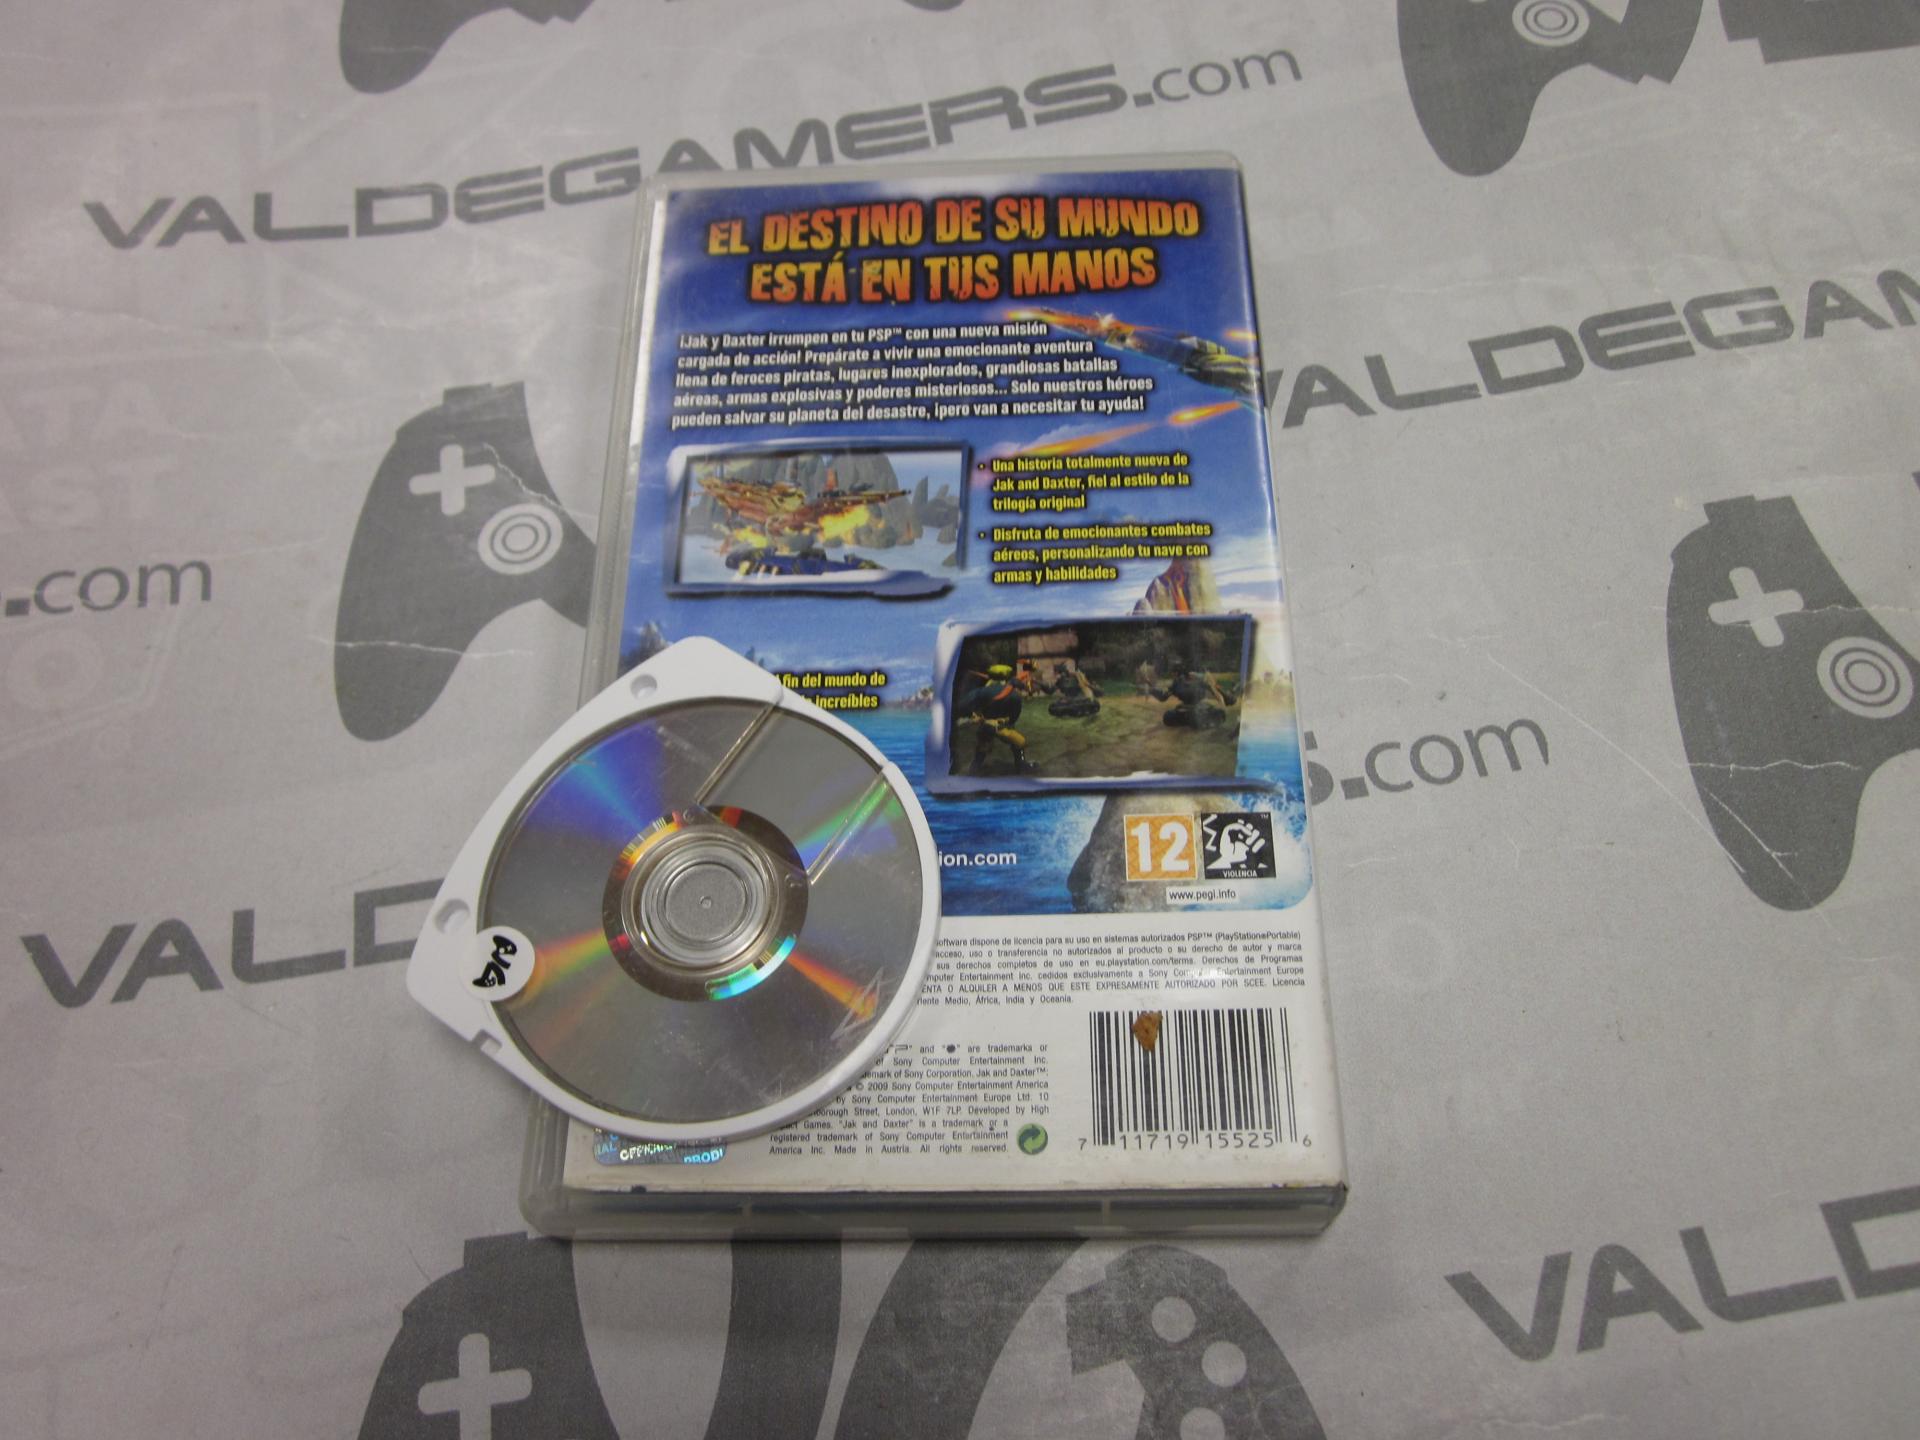 VALDEGAMERS.com
EL DESTINO DE SU MUNDO
ESTÁ EN TUS MANOS
¡Jak y Daxter irrumpen en tu PSP™ con una nueva misión
cargada de acción! Prepárate a vivir una emocionante aventura
llena de feroces piratas, lugares inexplorados, grandiosas batallas
aéreas, armas explosivas y poderes misteriosos... Solo nuestros héroes
pueden salvar su planeta del desastre, ¡pero van a necesitar tu ayuda!
VALDEGAM
• Una historia totalmente nueva de
Jak and Daxter, fiel al estilo de la
trilogía original
• Disfruta de emocionantes combates
aéreos, personalizando tu nave con
armas y habilidades
.com
fin del mundo de
increíbles
S.com
12
VIOLENCIA
ion.com
www.pegi.info
VALDE
software dispone de licencia para su uso en sistemas autorizados PSP™ (PlayStation®Portable)
acceso, uso o transferencia no autorizados al producto o su derecho de autor y marca
sus derechos completos de uso en eu.playstation.com/terms. Derechos de Programas
mputer Entertainment Inc. cedidos exclusivamente a Sony Computer Entertainment Europe
ENTA O ALQUILER A MENOS QUE ESTE EXPRESAMENTE AUTORIZADO POR SCEE. Licencia
riente Medio, África, India y Oceania.
and "●" are trademarks or
of Sony Computer Entertainment Inc.
demark of Sony Corporation. Jak and Daxter™:
© 2009 Sony Computer Entertainment America
by Sony Computer Entertainment Europe Ltd. 10
borough Street, London, W1F 7LP. Developed by High
Games. "Jak and Daxter" is a trademark or a
registered trademark of Sony Computer Entertainment
America Inc. Made in Austria. All rights reserved.
7 11719 15525 6
VALD